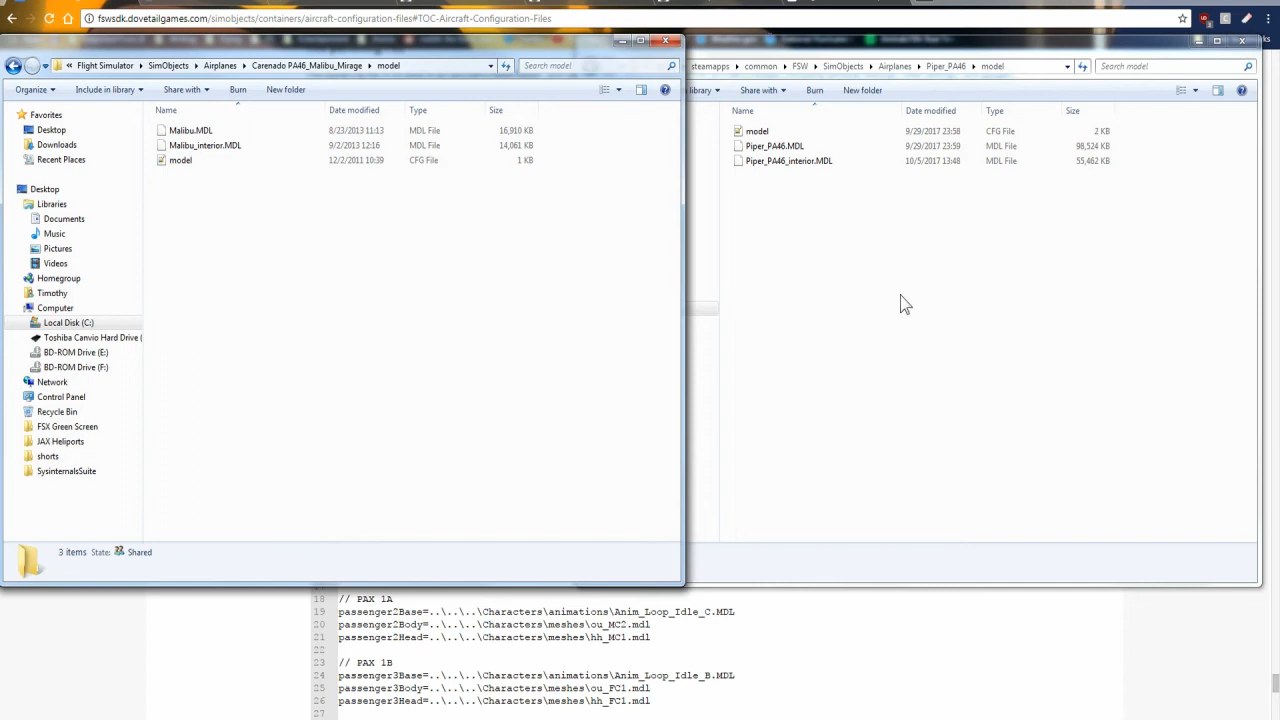 fswsdk.dovetailgames.com/simobjects/containers/aircraft-configuration-files#TOC-Aircraft-Configuration-Files
« Flight Simulator SimObjects Airplanes Carenado PA46_Malibu_Mirage model
Search model
Organize Include in library Share with Burn New folder
Favorites
Desktop
Downloads
Recent Places
Desktop
Libraries
Documents
Music
Pictures
Videos
Homegroup
Timothy
Computer
Local Disk (C:)
Toshiba Canvio Hard Drive (
BD-ROM Drive (E:)
BD-ROM Drive (F:)
Network
Control Panel
Recycle Bin
FSX Green Screen
JAX Heliports
shorts
SysinternalsSuite
Name Date modified Type Size
Malibu.MDL 8/23/2013 11:13 MDL File 16,910 KB
Malibu_interior.MDL 9/2/2013 12:16 MDL File 14,061 KB
model 12/2/2011 10:39 CFG File 1 KB
3 items State: Shared
steamapps common FSW SimObjects Airplanes Piper_PA46 model
Search model
library Share with Burn New folder
Name Date modified Type Size
model 9/29/2017 23:58 CFG File 2 KB
Piper_PA46.MDL 9/29/2017 23:59 MDL File 98,524 KB
Piper_PA46_interior.MDL 10/5/2017 13:48 MDL File 55,462 KB
18 // PAX 1A
19 passenger2Base=..\..\..\Characters\animations\Anim_Loop_Idle_C.MDL
20 passenger2Body=..\..\..\Characters\meshes\ou_MC2.mdl
21 passenger2Head=..\..\..\Characters\meshes\hh_MC1.mdl
22
23 // PAX 1B
24 passenger3Base=..\..\..\Characters\animations\Anim_Loop_Idle_B.MDL
25 passenger3Body=..\..\..\Characters\meshes\ou_FC1.mdl
26 passenger3Head=..\..\..\Characters\meshes\hh_FC1.mdl
27